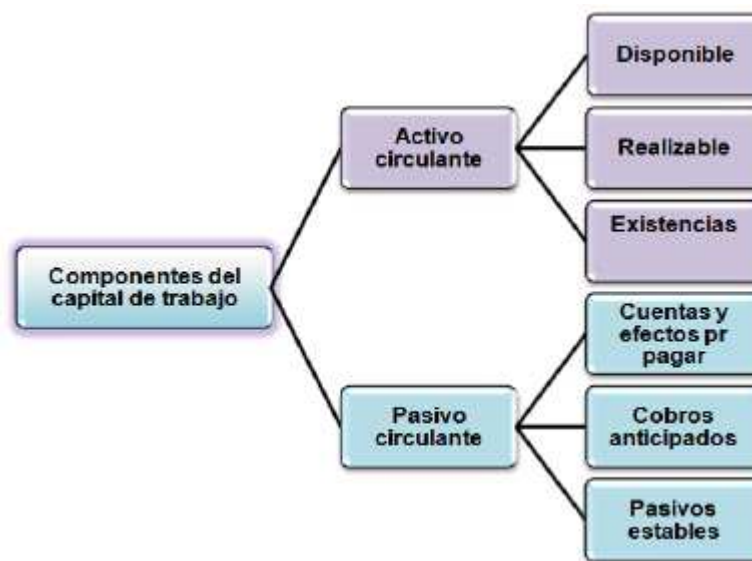 Componentes del
capital de trabajo
Activo
circulante
Disponible
Realizable
Existencias
Pasivo
circulante
Cuentas y
efectos pr
pagar
Cobros
anticipados
Pasivos
estables